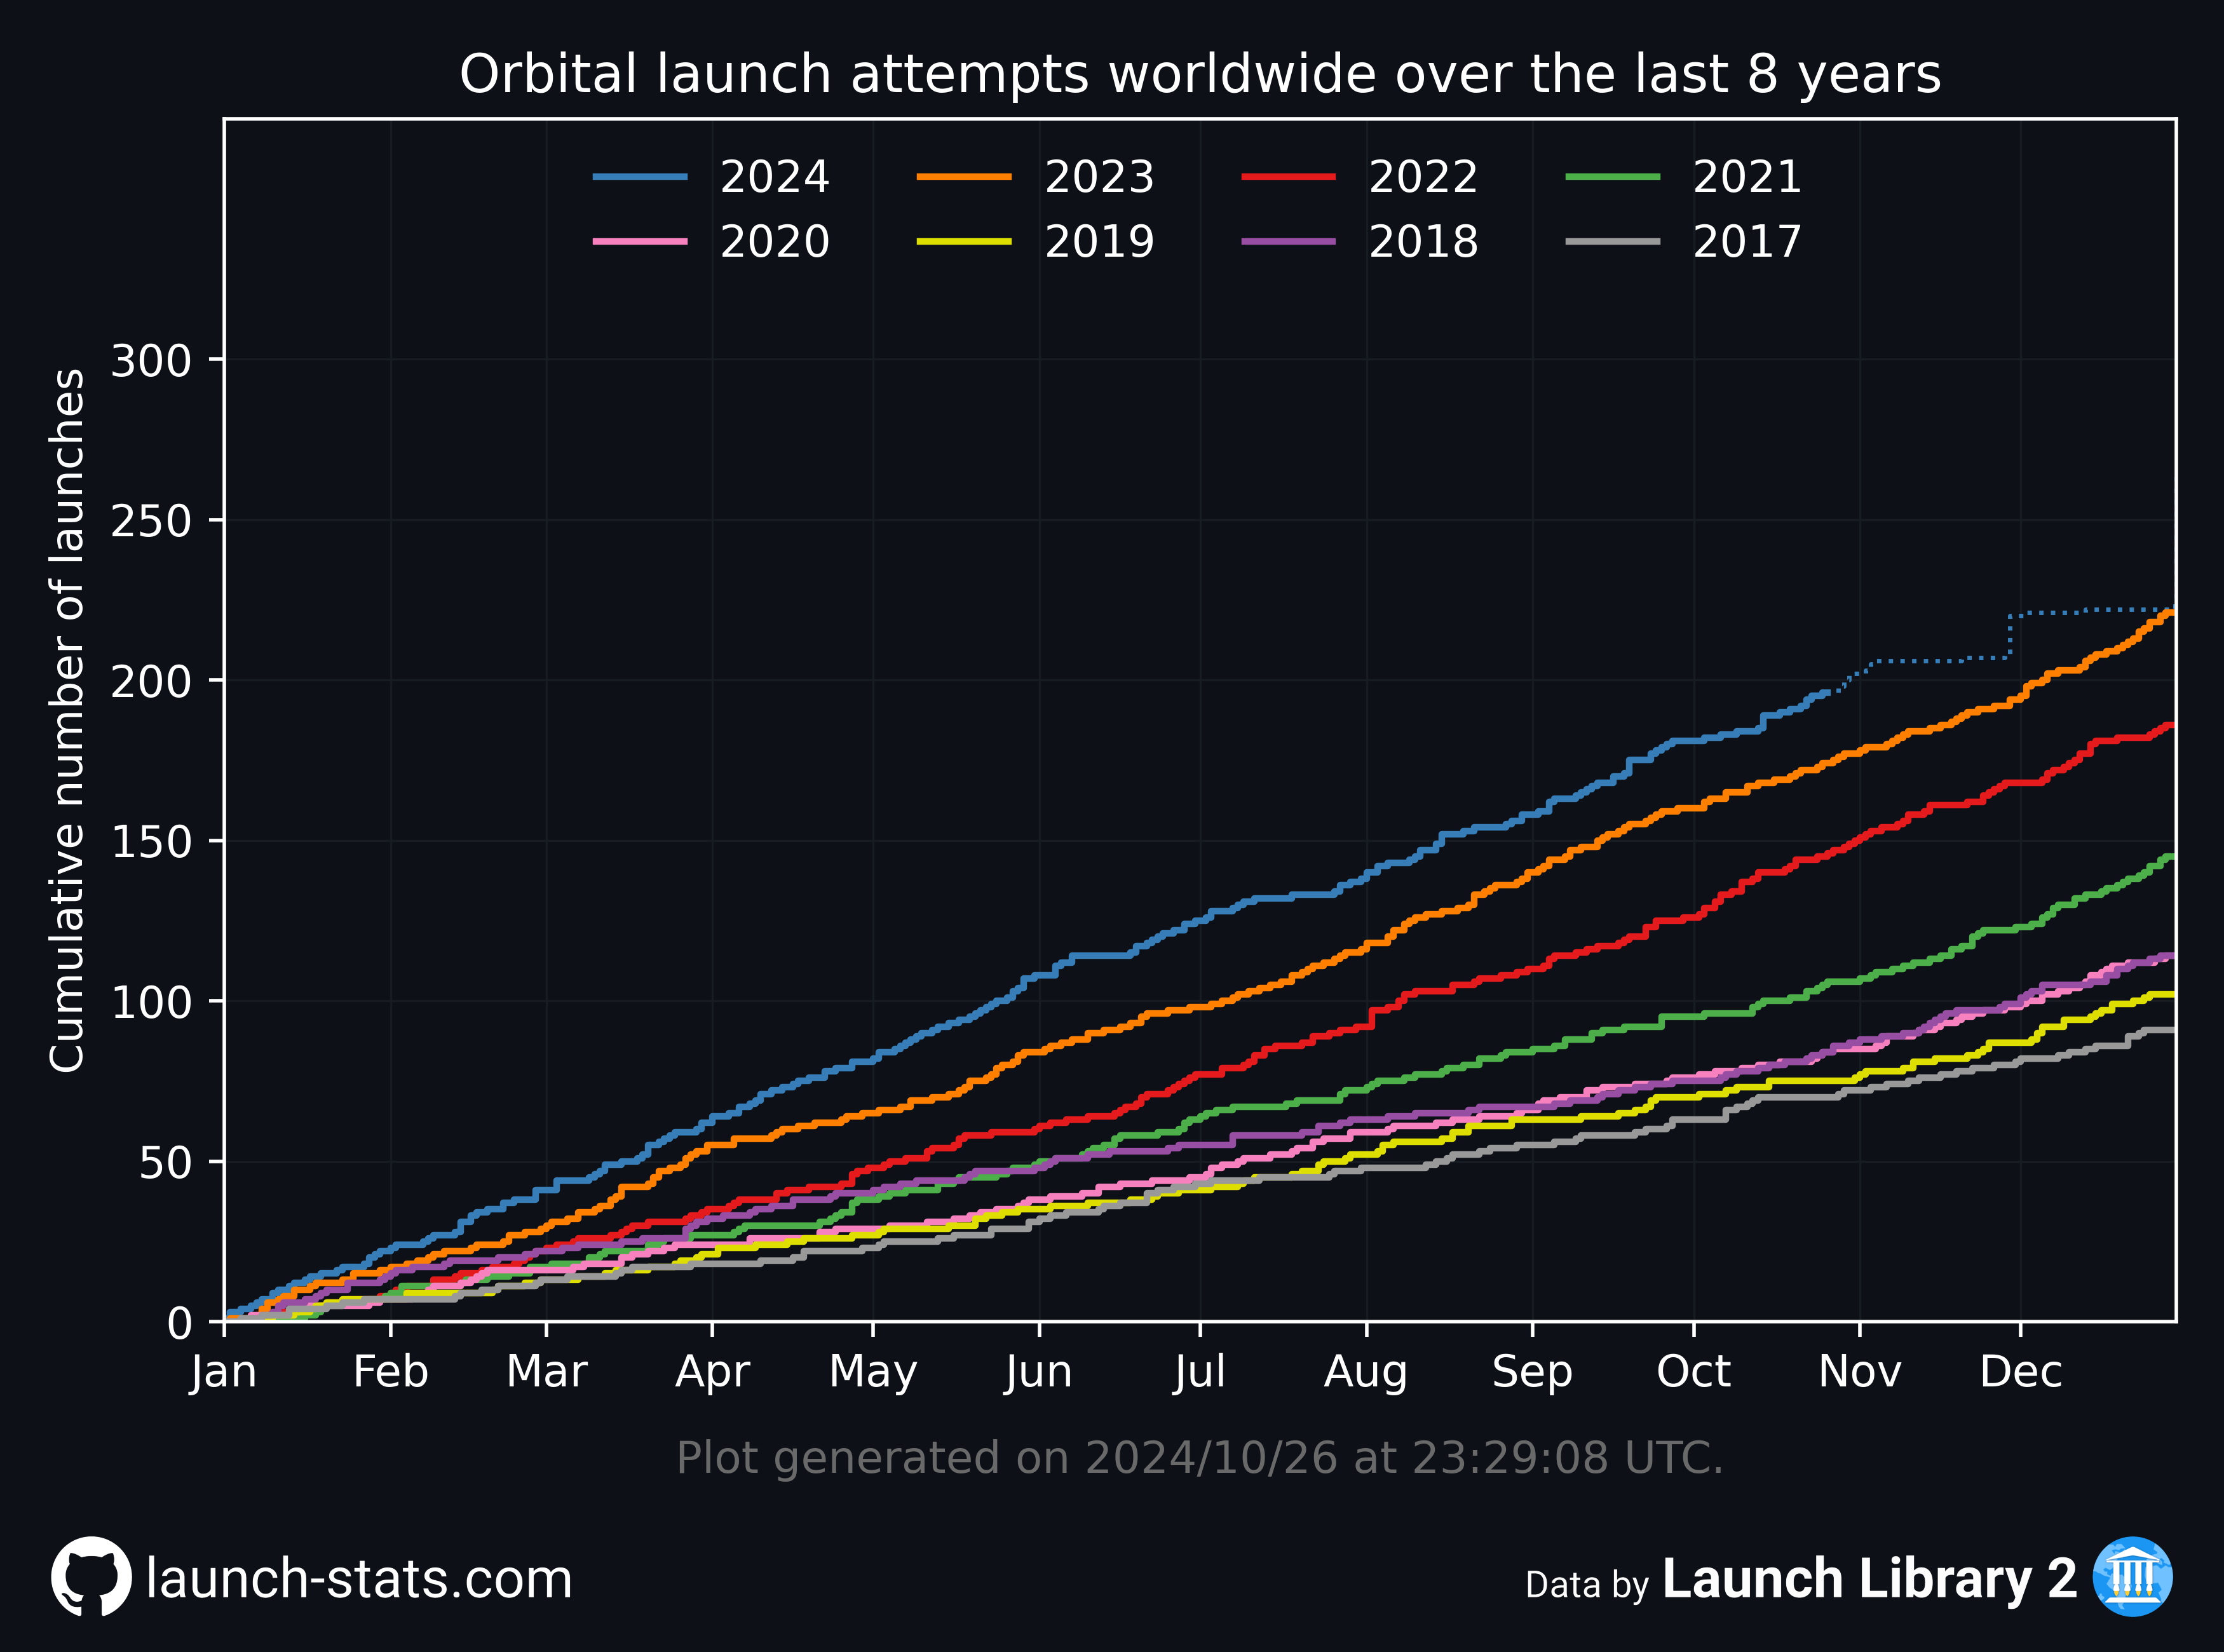 Orbital launch attempts worldwide over the last 8 years
2024 2023 2022 2021
2020 2019 2018 2017
Cumulative number of launches
300
250
200
150
100
50
0
Jan Feb Mar Apr May Jun Jul Aug Sep Oct Nov Dec
Plot generated on 2024/10/26 at 23:29:08 UTC.
launch-stats.com
Data by Launch Library 2